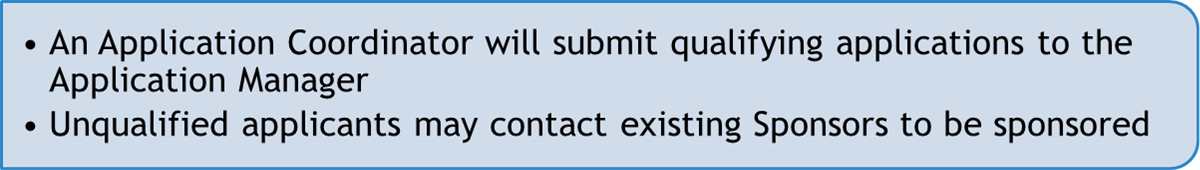 • An Application Coordinator will submit qualifying applications to the
Application Manager
• Unqualified applicants may contact existing Sponsors to be sponsored